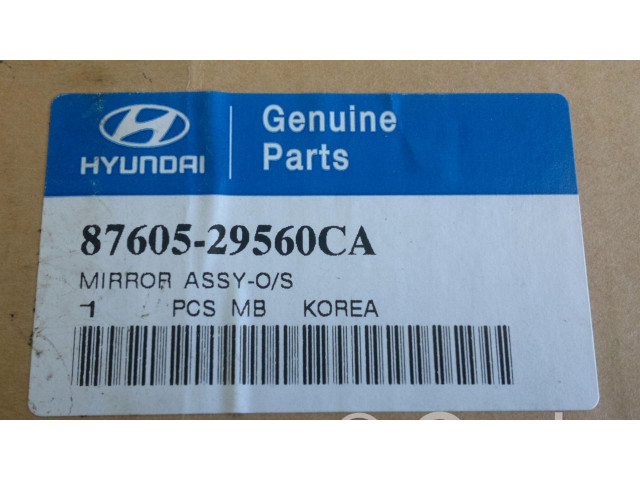 HYUNDAI
Genuine
Parts
87605-29560CA
MIRROR ASSY-O/S
1 PCS MB KOREA